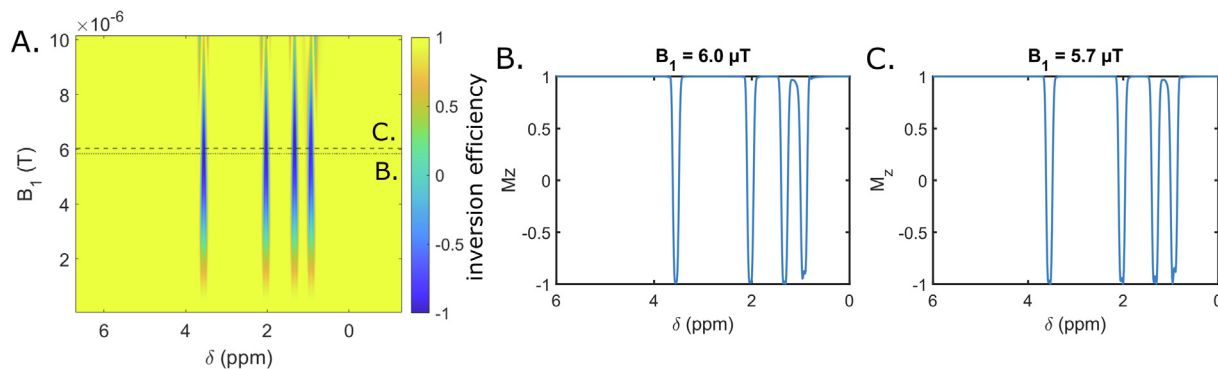 A.
×10⁻⁶
10
8
6
4
2
B₁ (T)
C.
B.
6
4
2
0
δ (ppm)
1
0.5
0
-0.5
-1
inversion efficiency
B.
B₁ = 6.0 µT
1
0.5
0
-0.5
-1
Mz
6
4
2
0
δ (ppm)
C.
B₁ = 5.7 µT
1
0.5
0
-0.5
-1
M_z
6
4
2
0
δ (ppm)